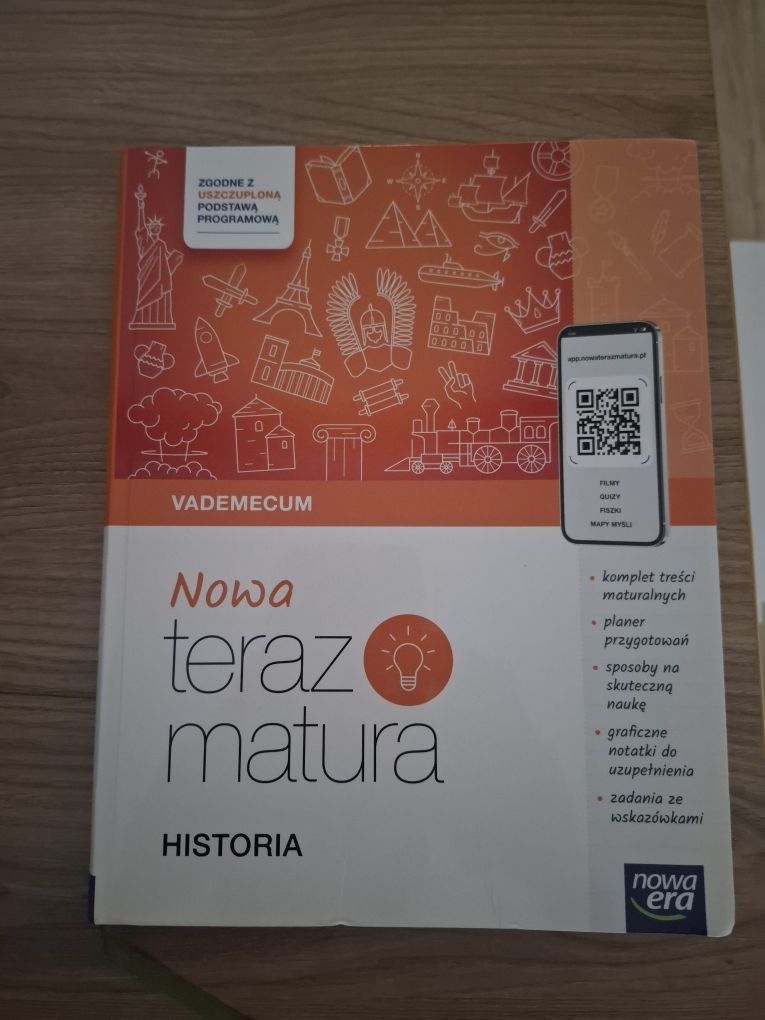 ZGODNE Z
USZCZUPLONĄ
PODSTAWĄ
PROGRAMOWĄ
N
W E
S
app.nowaterazmatura.pl
FILMY
QUIZY
FISZKI
MAPY MYŚLI
VADEMECUM
Nowa
teraz
matura
HISTORIA
• komplet treści
maturalnych
• planer
przygotowań
• sposoby na
skuteczną
naukę
• graficzne
notatki do
uzupełnienia
• zadania ze
wskazówkami
nowa
era